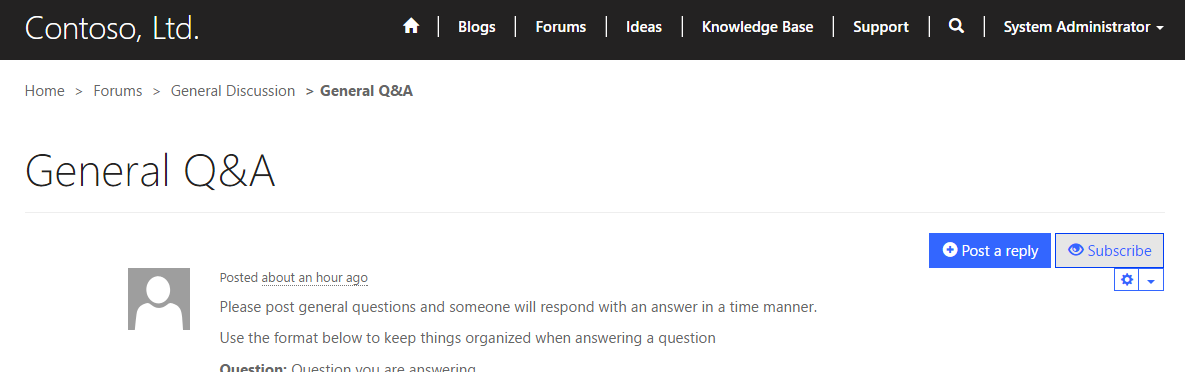 Contoso, Ltd.
Blogs Forums Ideas Knowledge Base Support System Administrator
Home > Forums > General Discussion > General Q&A
General Q&A
Post a reply Subscribe
Posted about an hour ago
Please post general questions and someone will respond with an answer in a time manner.
Use the format below to keep things organized when answering a question
Question: Question you are answering